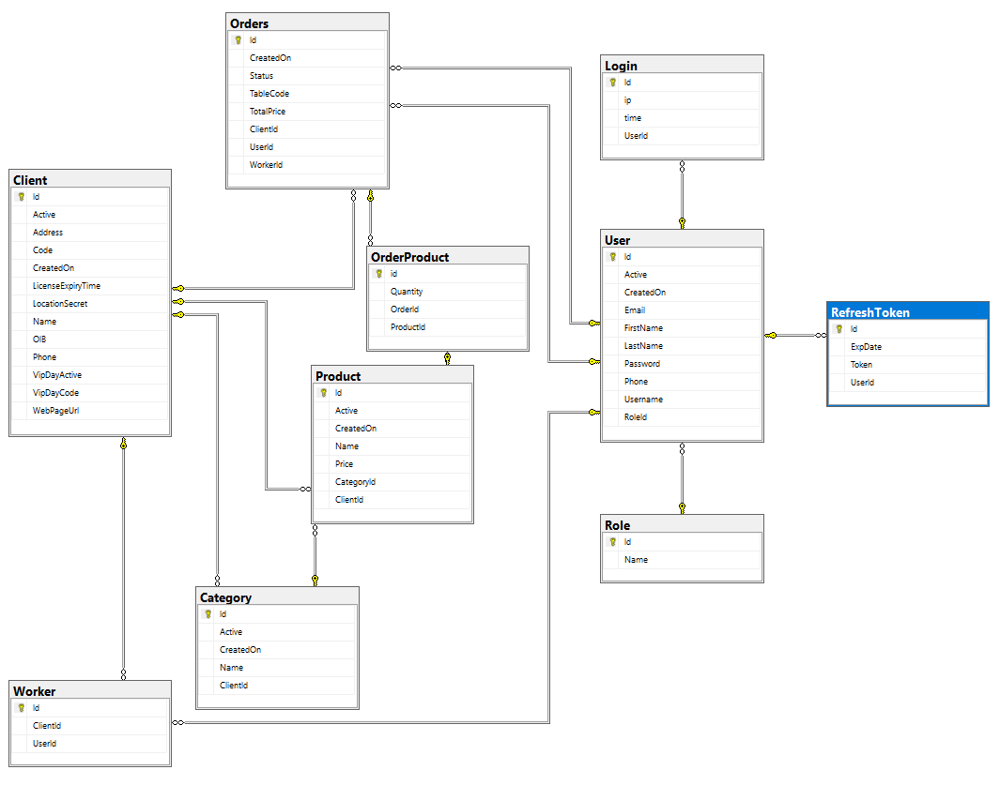 Orders
Id
CreatedOn
Status
TableCode
TotalPrice
ClientId
UserId
WorkerId
Login
Id
ip
time
UserId
Client
Id
Active
Address
Code
CreatedOn
LicenseExpiryTime
LocationSecret
Name
OIB
Phone
VipDayActive
VipDayCode
WebPageUrl
OrderProduct
id
Quantity
OrderId
ProductId
User
Id
Active
CreatedOn
Email
FirstName
LastName
Password
Phone
Username
RoleId
RefreshToken
Id
ExpDate
Token
UserId
Product
Id
Active
CreatedOn
Name
Price
CategoryId
ClientId
Role
Id
Name
Category
Id
Active
CreatedOn
Name
ClientId
Worker
Id
ClientId
UserId